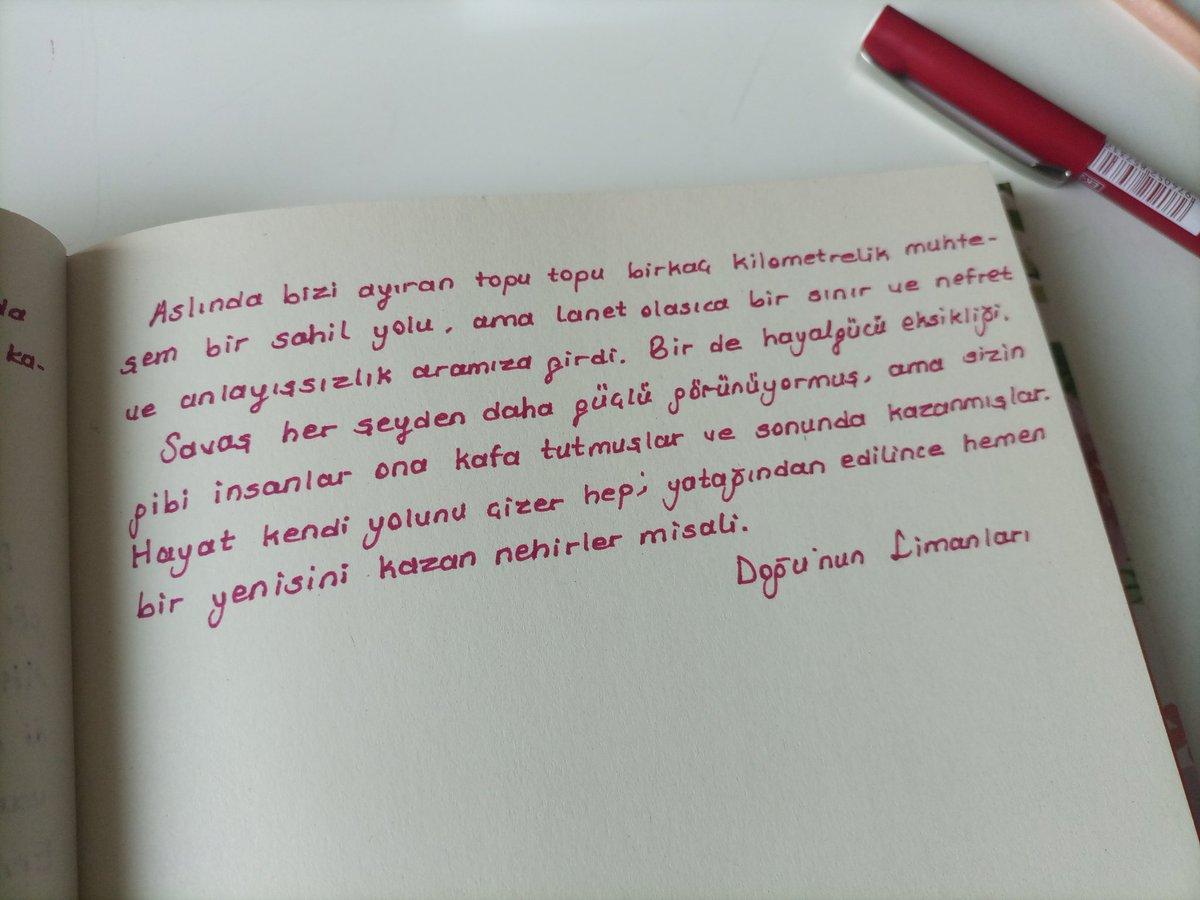 da
ka-
Aslında bizi ayıran topu topu birkaç kilometrelik muhte-
şem bir sahil yolu, ama lanet olasıca bir sınır ve nefret
ve anlayışsızlık aramıza girdi. Bir de hayalgücü eksikliği.
Savaş her şeyden daha güçlü görünüyormuş, ama sizin
gibi insanlar ona kafa tutmuşlar ve sonunda kazanmışlar.
Hayat kendi yolunu çizer hep; yatağından edilince hemen
bir yenisini kazan nehirler misali.
Doğu'nun Limanları